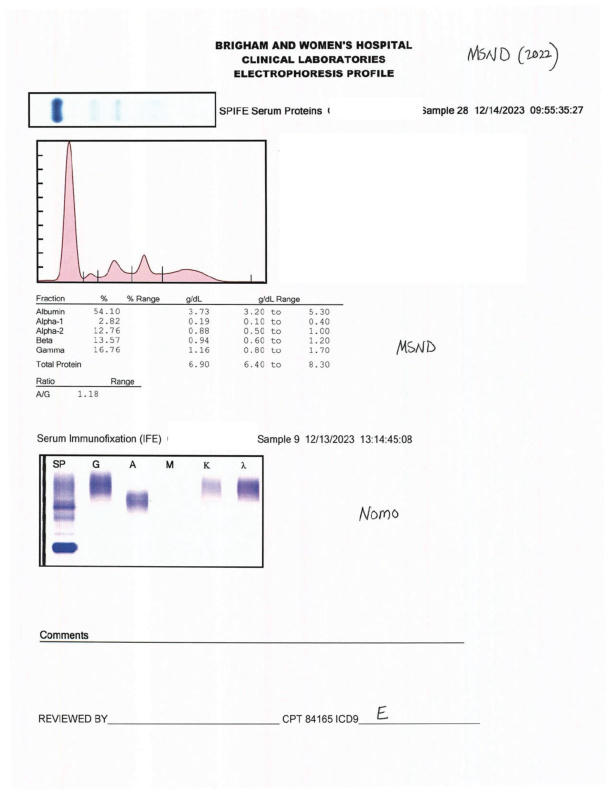 BRIGHAM AND WOMEN'S HOSPITAL
CLINICAL LABORATORIES
ELECTROPHORESIS PROFILE
MSND (2022)
SPIFE Serum Proteins ( Sample 28 12/14/2023 09:55:35:27
Fraction % % Range g/dL g/dL Range
Albumin 54.10 3.73 3.20 to 5.30
Alpha-1 2.82 0.19 0.10 to 0.40
Alpha-2 12.76 0.88 0.50 to 1.00
Beta 13.57 0.94 0.60 to 1.20
Gamma 16.76 1.16 0.80 to 1.70
MSND
Total Protein 6.90 6.40 to 8.30
Ratio Range
A/G 1.18
Serum Immunofixation (IFE) Sample 9 12/13/2023 13:14:45:08
SP G A M K λ
Nomo
Comments
REVIEWED BY CPT 84165 ICD9 E